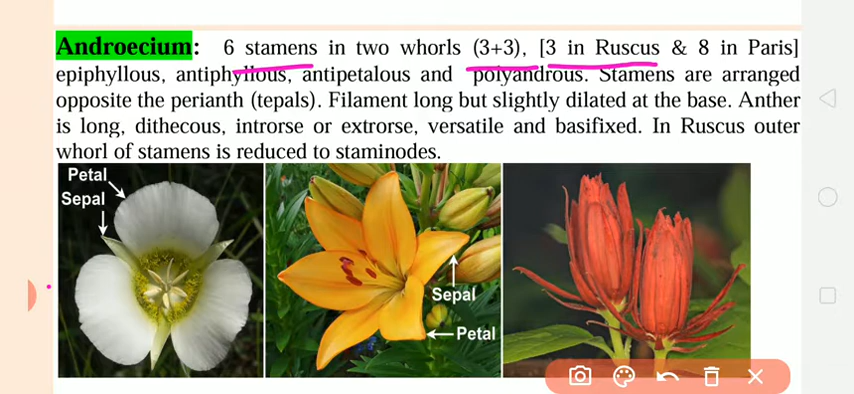 Androecium: 6 stamens in two whorls (3+3), [3 in Ruscus & 8 in Paris]
epiphyllous, antiphyllous, antipetalous and polyandrous. Stamens are arranged
opposite the perianth (tepals). Filament long but slightly dilated at the base. Anther
is long, dithecous, introrse or extrorse, versatile and basifixed. In Ruscus outer
whorl of stamens is reduced to staminodes.
Petal
Sepal
Sepal
Petal